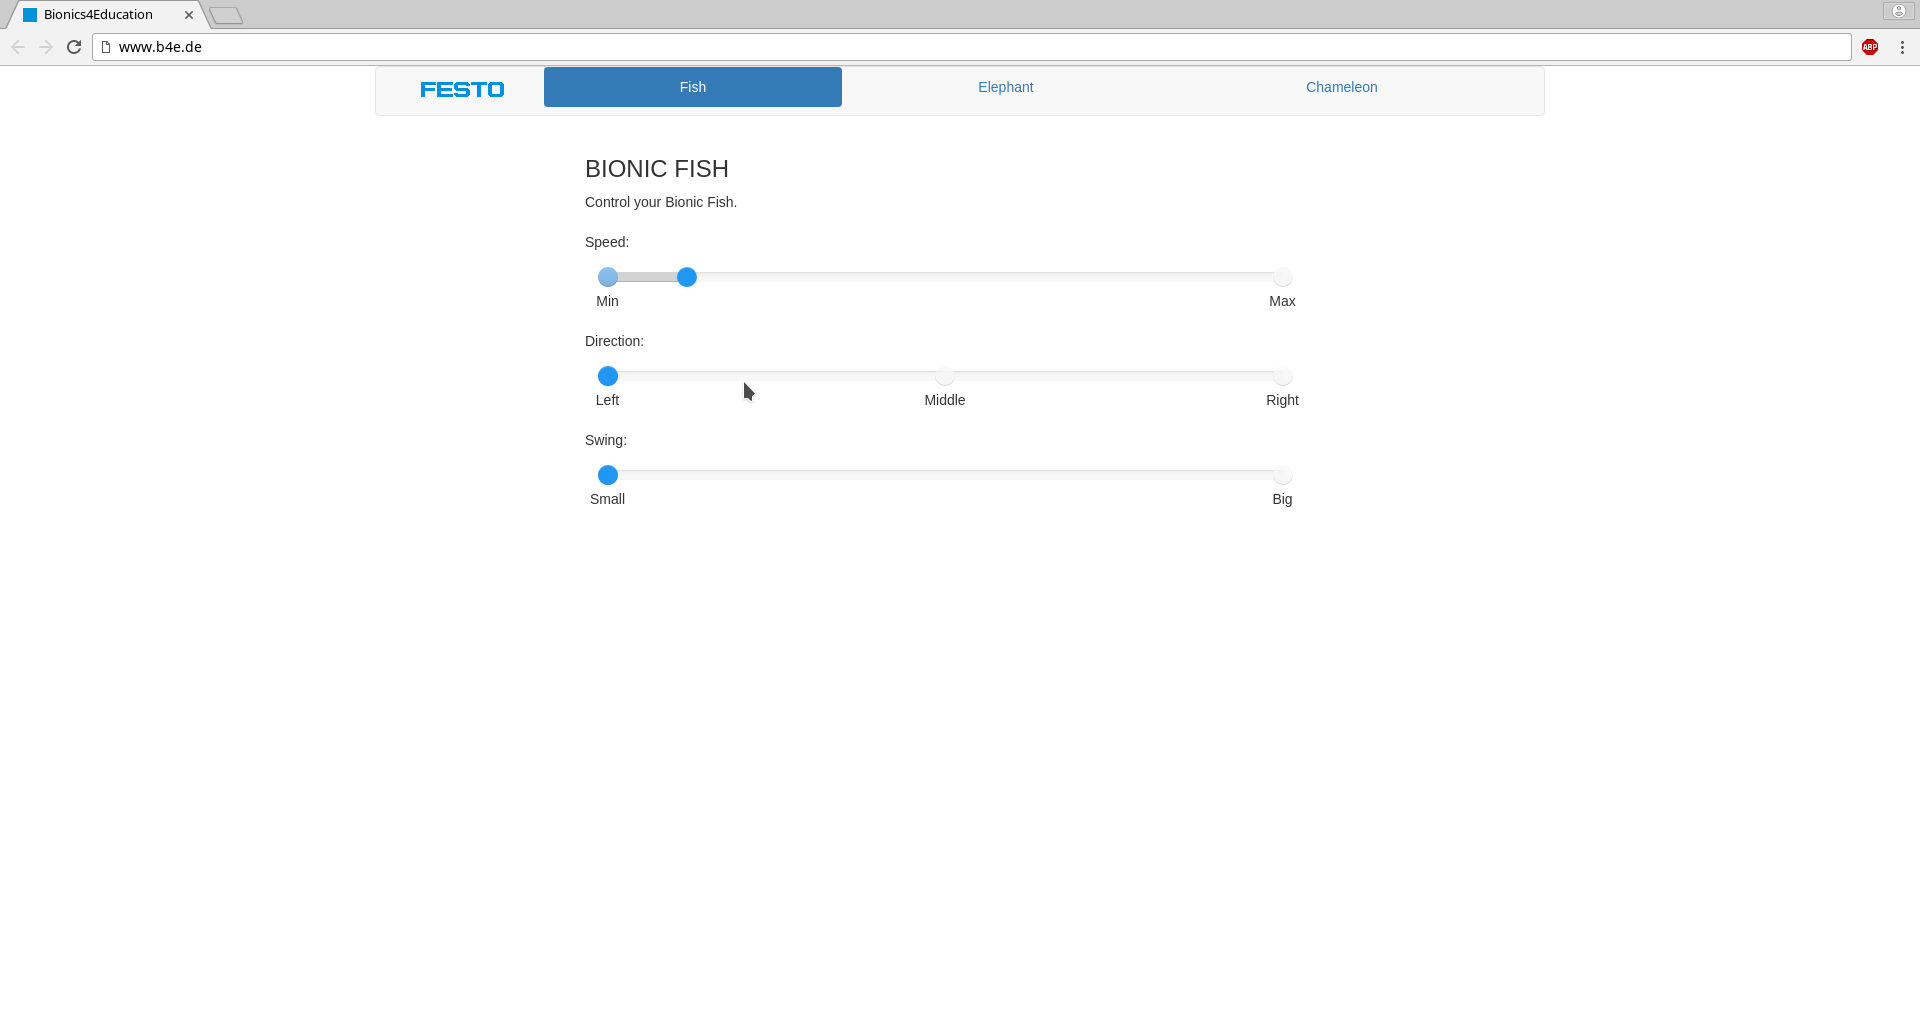 Bionics4Education
www.b4e.de
ABP
FESTO Fish Elephant Chameleon
BIONIC FISH
Control your Bionic Fish.
Speed:
Min Max
Direction:
Left Middle Right
Swing:
Small Big